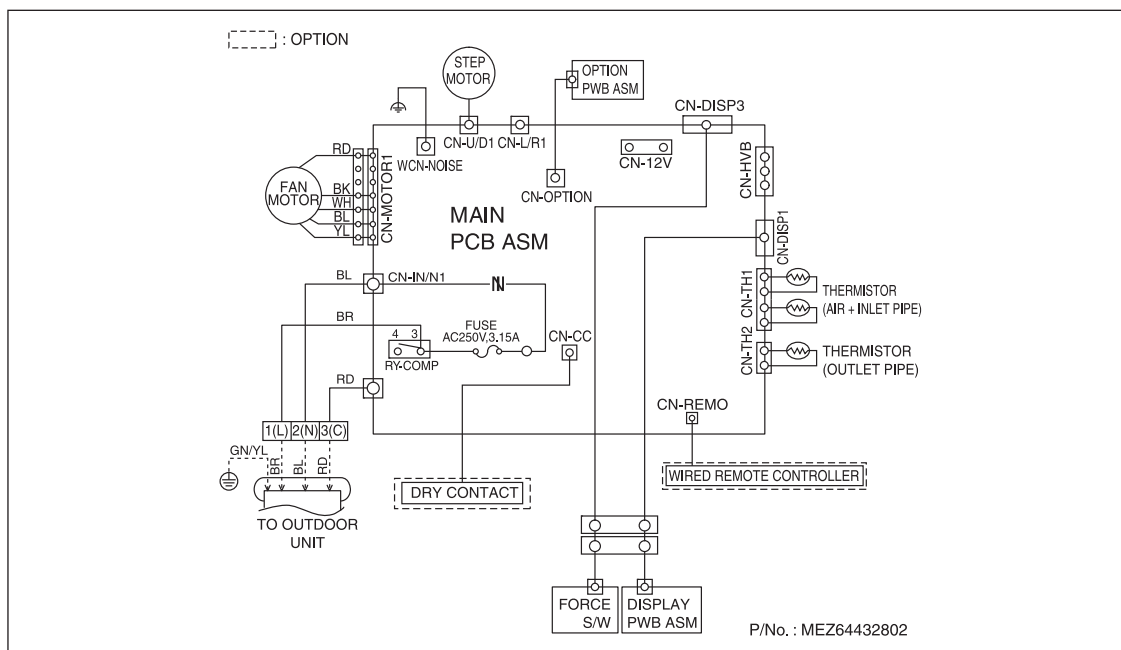 : OPTION
STEP
MOTOR
OPTION
PWB ASM
CN-DISP3
CN-U/D1
CN-L/R1
WCN-NOISE
CN-12V
CN-HVB
CN-OPTION
RD
BK
WH
BL
YL
FAN
MOTOR
CN-MOTOR1
MAIN
PCB ASM
CN-DISP1
BL
CN-IN/N1
CN-TH1
THERMISTOR
(AIR + INLET PIPE)
BR
FUSE
AC250V,3.15A
4 3
RY-COMP
CN-CC
CN-TH2
THERMISTOR
(OUTLET PIPE)
RD
CN-REMO
1(L) 2(N) 3(C)
GN/YL
BR
BL
RD
TO OUTDOOR
UNIT
DRY CONTACT
WIRED REMOTE CONTROLLER
FORCE
S/W
DISPLAY
PWB ASM
P/No. : MEZ64432802